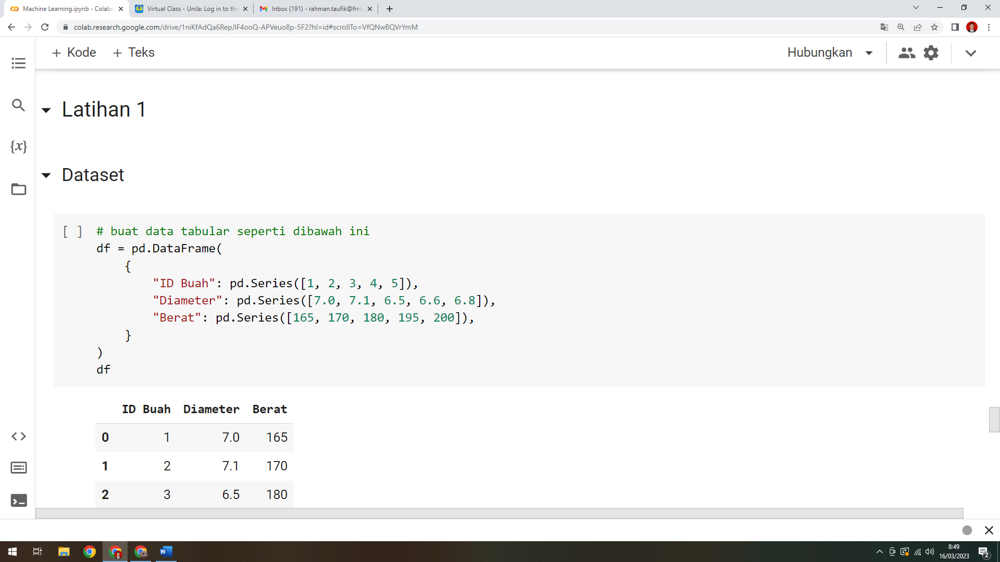 Machine Learning.ipynb - Colabo
Virtual Class - Unila: Log in to the
Inbox (191) - rahman.taufik@fmi
colab.research.google.com/drive/1niKfAdQa6RepJIF4ooQ-APVeuo8p-5F2?hl=id#scrollTo=VfQNwBQVrYmM
+ Kode + Teks
Hubungkan
Latihan 1
{x}
Dataset
[ ] # buat data tabular seperti dibawah ini
df = pd.DataFrame(
{
"ID Buah": pd.Series([1, 2, 3, 4, 5]),
"Diameter": pd.Series([7.0, 7.1, 6.5, 6.6, 6.8]),
"Berat": pd.Series([165, 170, 180, 195, 200]),
}
)
df
ID Buah Diameter Berat
0 1 7.0 165
1 2 7.1 170
2 3 6.5 180
8:49
16/03/2023
2